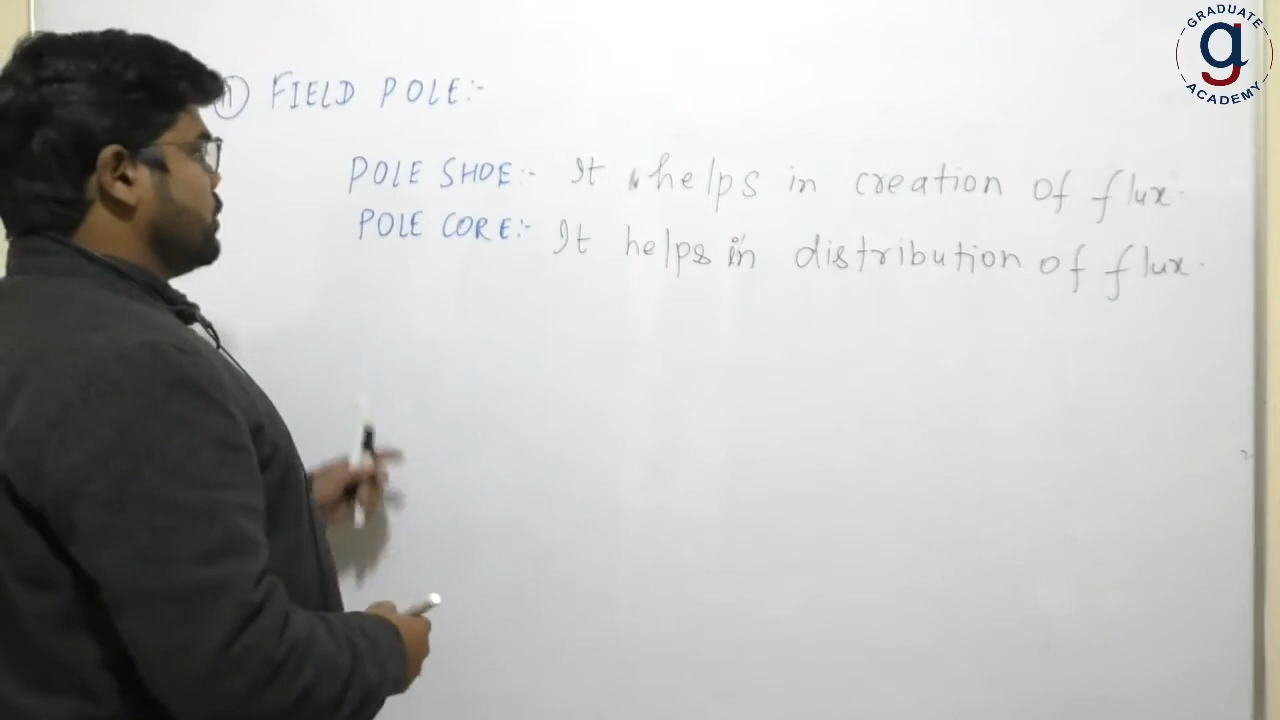 GRADUATE
ga
ACADEMY
FIELD POLE:-
POLE SHOE:- It helps in creation of flux.
POLE CORE:- It helps in distribution of flux.